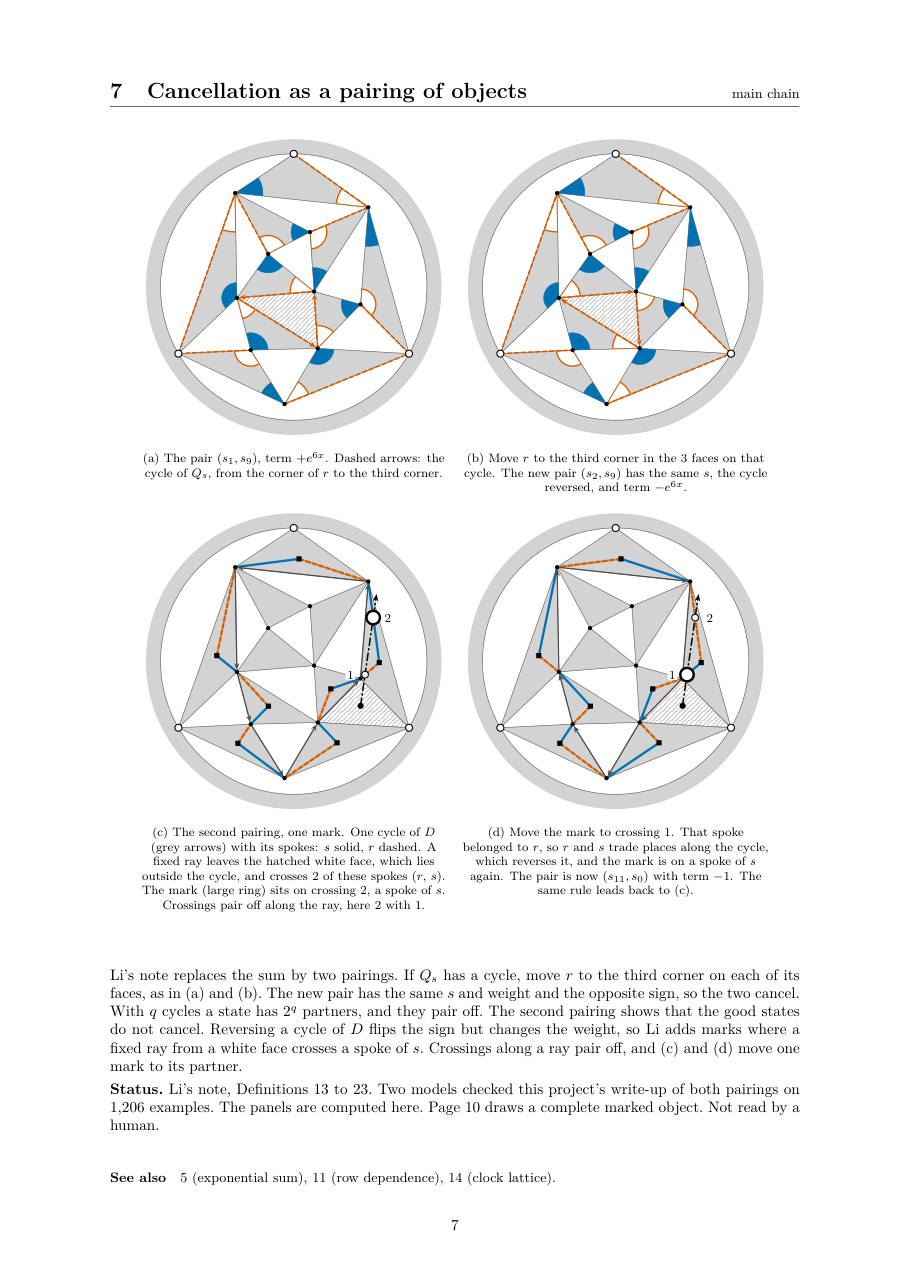 7 Cancellation as a pairing of objects main chain
(a) The pair (s₁, s₉), term +e⁶ˣ. Dashed arrows: the
cycle of Qₛ, from the corner of r to the third corner.
(b) Move r to the third corner in the 3 faces on that
cycle. The new pair (s₂, s₉) has the same s, the cycle
reversed, and term −e⁶ˣ.
2
1
2
1
(c) The second pairing, one mark. One cycle of D
(grey arrows) with its spokes: s solid, r dashed. A
fixed ray leaves the hatched white face, which lies
outside the cycle, and crosses 2 of these spokes (r, s).
The mark (large ring) sits on crossing 2, a spoke of s.
Crossings pair off along the ray, here 2 with 1.
(d) Move the mark to crossing 1. That spoke
belonged to r, so r and s trade places along the cycle,
which reverses it, and the mark is on a spoke of s
again. The pair is now (s₁₁, s₀) with term −1. The
same rule leads back to (c).
Li's note replaces the sum by two pairings. If Qₛ has a cycle, move r to the third corner on each of its
faces, as in (a) and (b). The new pair has the same s and weight and the opposite sign, so the two cancel.
With q cycles a state has 2^q partners, and they pair off. The second pairing shows that the good states
do not cancel. Reversing a cycle of D flips the sign but changes the weight, so Li adds marks where a
fixed ray from a white face crosses a spoke of s. Crossings along a ray pair off, and (c) and (d) move one
mark to its partner.
Status. Li's note, Definitions 13 to 23. Two models checked this project's write-up of both pairings on
1,206 examples. The panels are computed here. Page 10 draws a complete marked object. Not read by a
human.
See also 5 (exponential sum), 11 (row dependence), 14 (clock lattice).
7